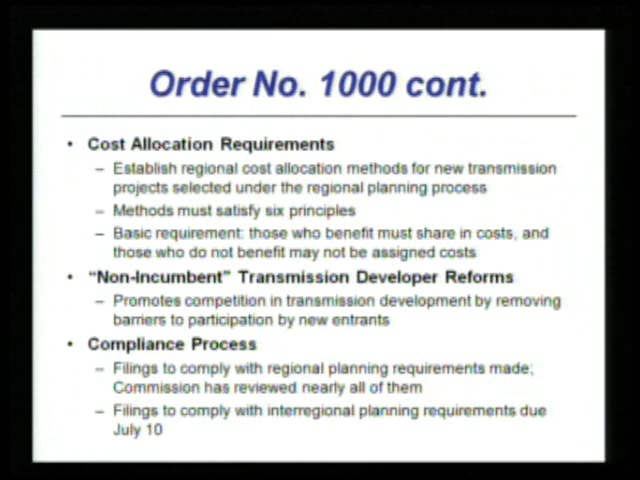 Order No. 1000 cont.
• Cost Allocation Requirements
– Establish regional cost allocation methods for new transmission
projects selected under the regional planning process
– Methods must satisfy six principles
– Basic requirement: those who benefit must share in costs, and
those who do not benefit may not be assigned costs
• “Non-Incumbent” Transmission Developer Reforms
– Promotes competition in transmission development by removing
barriers to participation by new entrants
• Compliance Process
– Filings to comply with regional planning requirements made;
Commission has reviewed nearly all of them
– Filings to comply with interregional planning requirements due
July 10